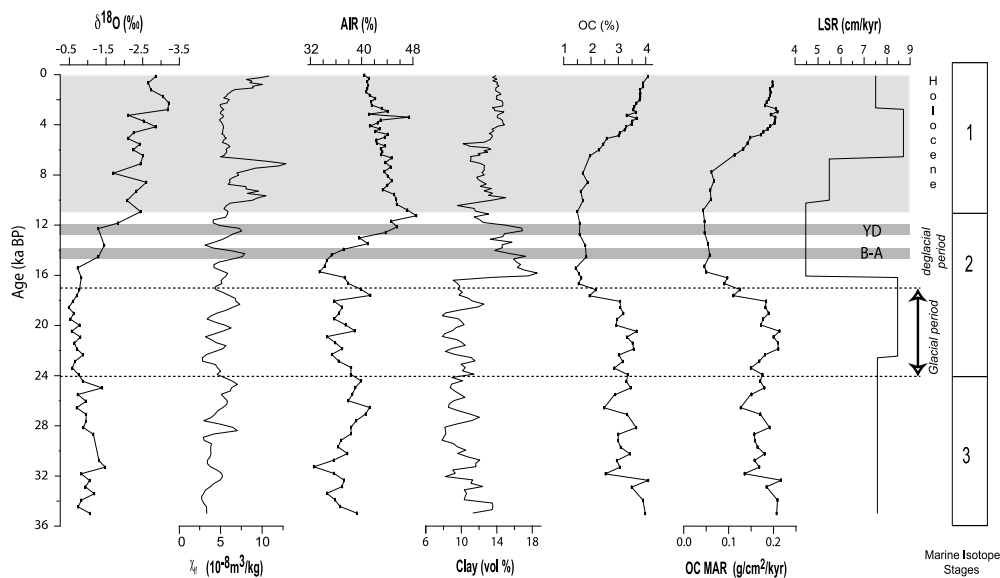 δ18O (‰) AIR (%) OC (%) LSR (cm/kyr)
-0.5 -1.5 -2.5 -3.5 32 40 48 1 2 3 4 4 5 6 7 8 9
Age (ka BP)
0
4
8
12
16
20
24
28
32
36
Holocene
YD
B-A
deglacial
period
Glacial period
1
2
3
0 5 10 6 10 14 18 0.0 0.1 0.2
χlf (10-8m3/kg) Clay (vol %) OC MAR (g/cm2/kyr)
Marine Isotope
Stages